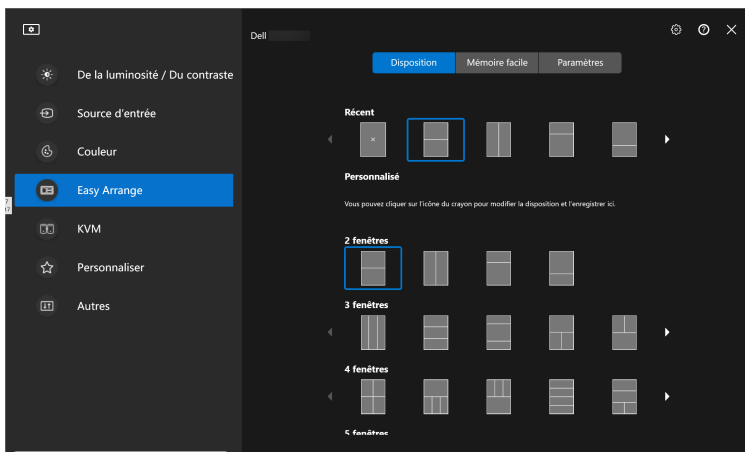 Dell
Disposition
Mémoire facile
Paramètres
De la luminosité / Du contraste
Source d'entrée
Couleur
Easy Arrange
KVM
Personnaliser
Autres
Récent
Personnalisé
Vous pouvez cliquer sur l'icône du crayon pour modifier la disposition et l'enregistrer ici.
2 fenêtres
3 fenêtres
4 fenêtres
5 fenêtres